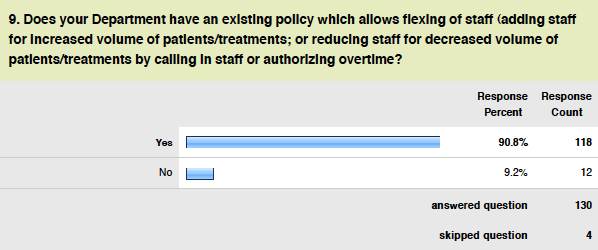 9. Does your Department have an existing policy which allows flexing of staff (adding staff
for increased volume of patients/treatments; or reducing staff for decreased volume of
patients/treatments by calling in staff or authorizing overtime?
Response Percent Response Count
Yes 90.8% 118
No 9.2% 12
answered question 130
skipped question 4